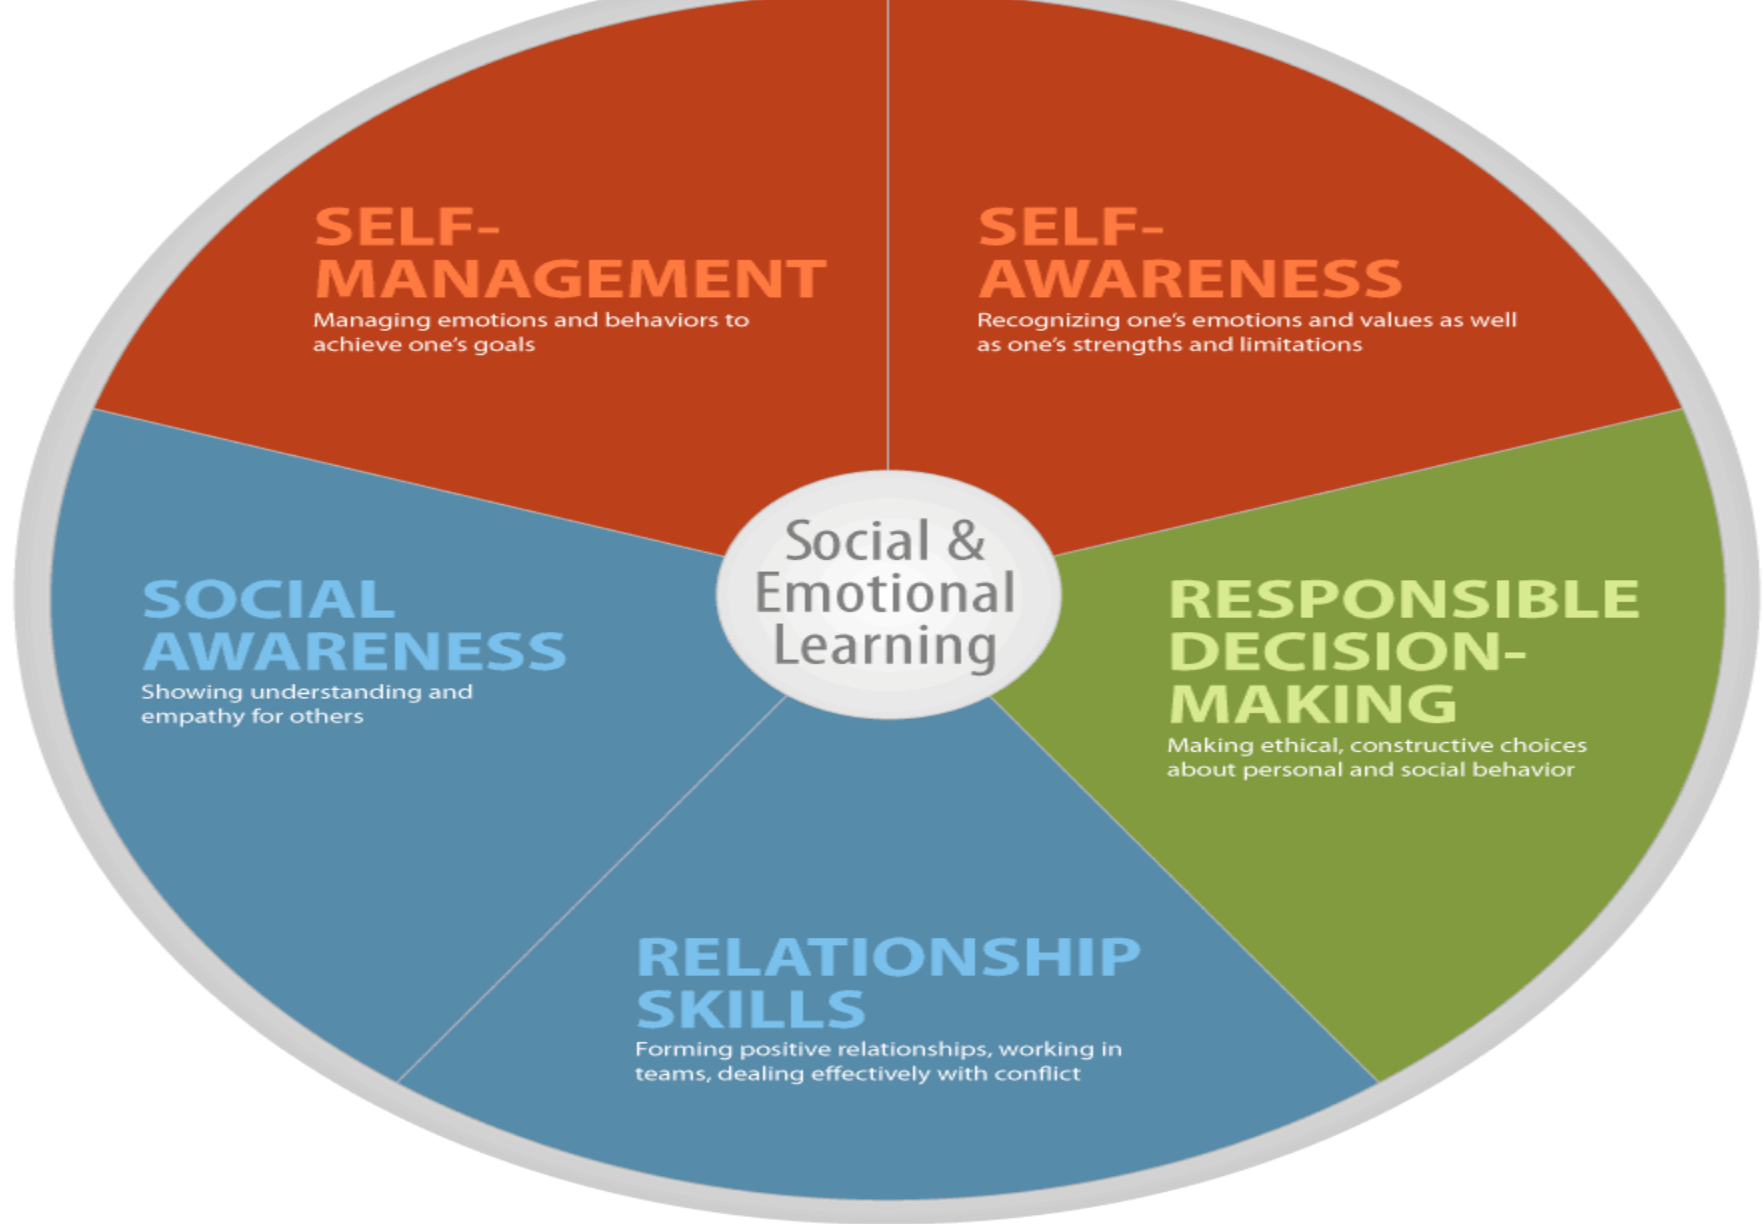 SELF-
MANAGEMENT
Managing emotions and behaviors to
achieve one's goals
SELF-
AWARENESS
Recognizing one's emotions and values as well
as one's strengths and limitations
Social &
Emotional
Learning
SOCIAL
AWARENESS
Showing understanding and
empathy for others
RESPONSIBLE
DECISION-
MAKING
Making ethical, constructive choices
about personal and social behavior
RELATIONSHIP
SKILLS
Forming positive relationships, working in
teams, dealing effectively with conflict